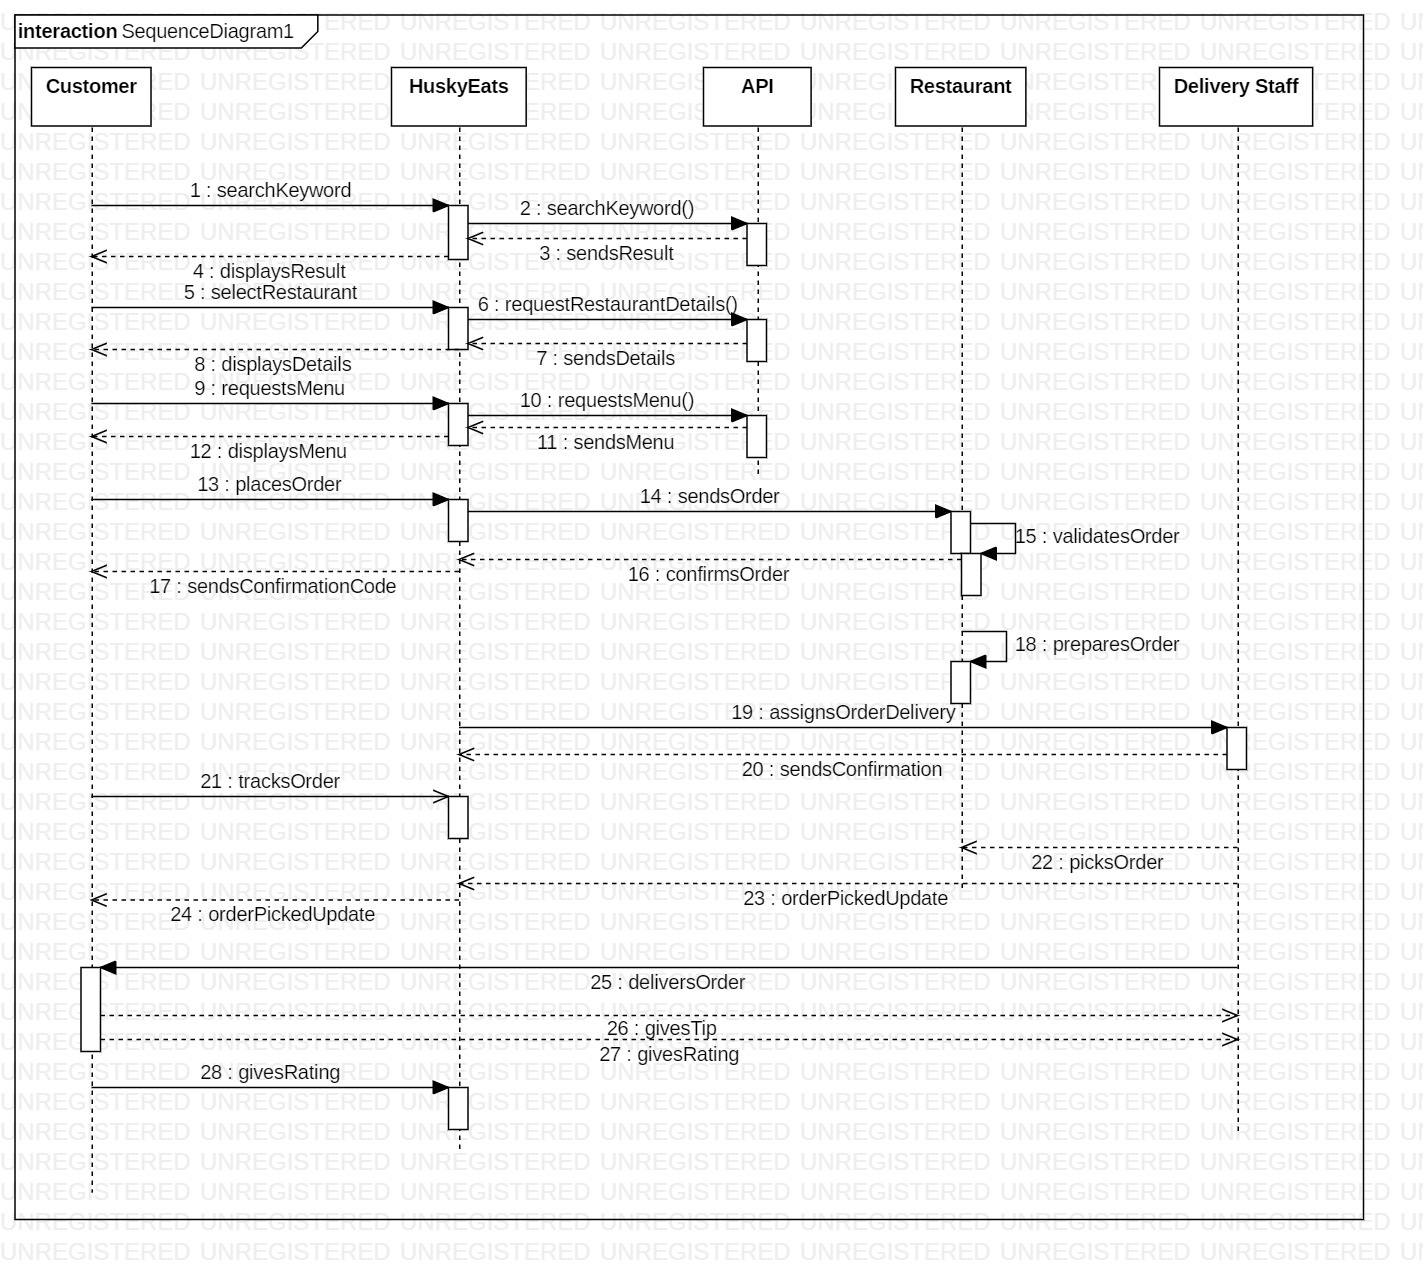 interaction SequenceDiagram1
Customer
HuskyEats
API
Restaurant
Delivery Staff
1 : searchKeyword
2 : searchKeyword()
3 : sendsResult
4 : displaysResult
5 : selectRestaurant
6 : requestRestaurantDetails()
7 : sendsDetails
8 : displaysDetails
9 : requestsMenu
10 : requestsMenu()
11 : sendsMenu
12 : displaysMenu
13 : placesOrder
14 : sendsOrder
15 : validatesOrder
16 : confirmsOrder
17 : sendsConfirmationCode
18 : preparesOrder
19 : assignsOrderDelivery
20 : sendsConfirmation
21 : tracksOrder
22 : picksOrder
23 : orderPickedUpdate
24 : orderPickedUpdate
25 : deliversOrder
26 : givesTip
27 : givesRating
28 : givesRating
UNREGISTERED UNREGISTERED UNREGISTERED UNREGISTERED UNREGISTERED UNREGISTERED UNREGISTERED